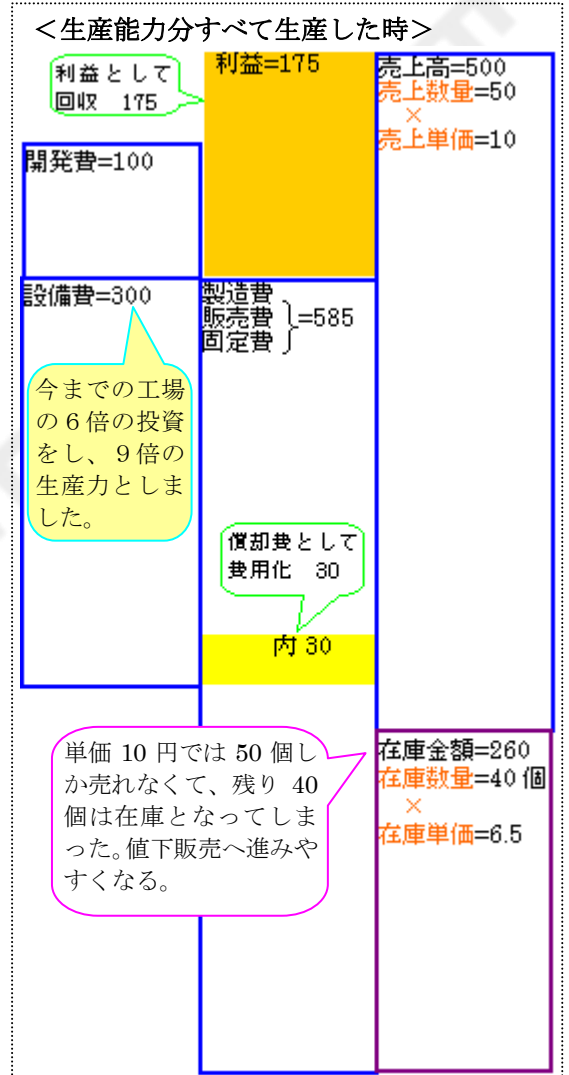 ＜生産能力分すべて生産した時＞
利益として
回収 175
利益=175
売上高=500
売上数量=50
×
売上単価=10
開発費=100
設備費=300
製造費
販売費 }=585
固定費
今までの工場
の６倍の投資
をし、９倍の
生産力としま
した。
償却費として
費用化 30
内 30
単価 10 円では 50 個し
か売れなくて、残り 40
個は在庫となってしま
った。値下販売へ進みや
すくなる。
在庫金額=260
在庫数量=40 個
×
在庫単価=6.5